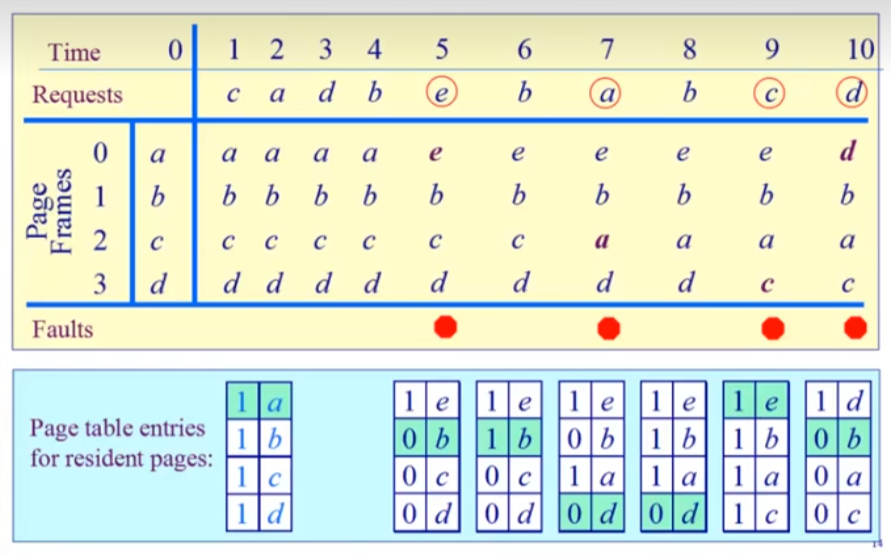 Time 0 1 2 3 4 5 6 7 8 9 10
Requests c a d b e b a b c d
Page Frames
0 a a a a a e e e e e d
1 b b b b b b b b b b b
2 c c c c c c c a a a a
3 d d d d d d d d d c c
Faults
Page table entries
for resident pages:
1 a 1 e 1 e 1 e 1 e 1 e 1 d
1 b 0 b 1 b 0 b 1 b 1 b 0 b
1 c 0 c 0 c 1 a 1 a 1 a 0 a
1 d 0 d 0 d 0 d 0 d 1 c 0 c
14